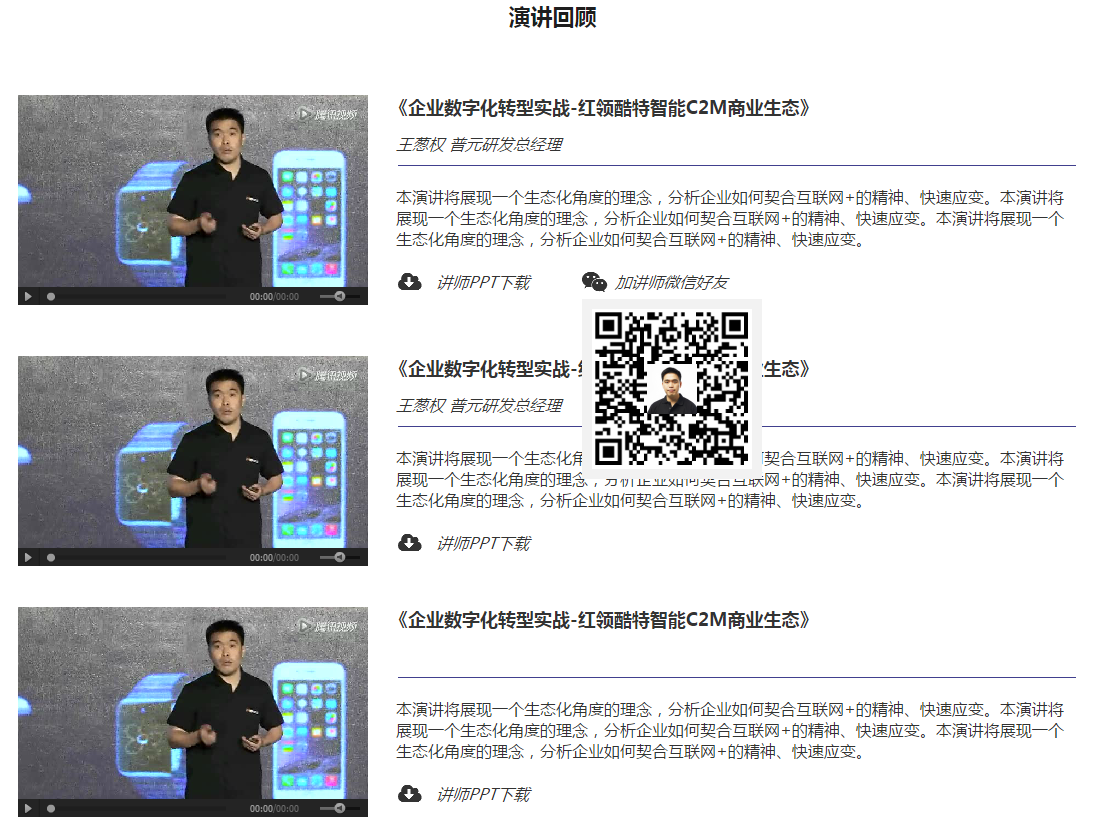 演讲回顾
腾讯视频
《企业数字化转型实战-红领酷特智能C2M商业生态》
王葱权 普元研发总经理
本演讲将展现一个生态化角度的理念，分析企业如何契合互联网+的精神、快速应变。本演讲将
展现一个生态化角度的理念，分析企业如何契合互联网+的精神、快速应变。本演讲将展现一个
生态化角度的理念，分析企业如何契合互联网+的精神、快速应变。
00:00/00:00
讲师PPT下载 加讲师微信好友
腾讯视频
《企业数字化转型实战- 业生态》
王葱权 普元研发总经理
本演讲将展现一个生态化角 契合互联网+的精神、快速应变。本演讲将
展现一个生态化角度的理念，分析企业如何契合互联网+的精神、快速应变。本演讲将展现一个
生态化角度的理念，分析企业如何契合互联网+的精神、快速应变。
00:00/00:00
讲师PPT下载
腾讯视频
《企业数字化转型实战-红领酷特智能C2M商业生态》
本演讲将展现一个生态化角度的理念，分析企业如何契合互联网+的精神、快速应变。本演讲将
展现一个生态化角度的理念，分析企业如何契合互联网+的精神、快速应变。本演讲将展现一个
生态化角度的理念，分析企业如何契合互联网+的精神、快速应变。
00:00/00:00
讲师PPT下载